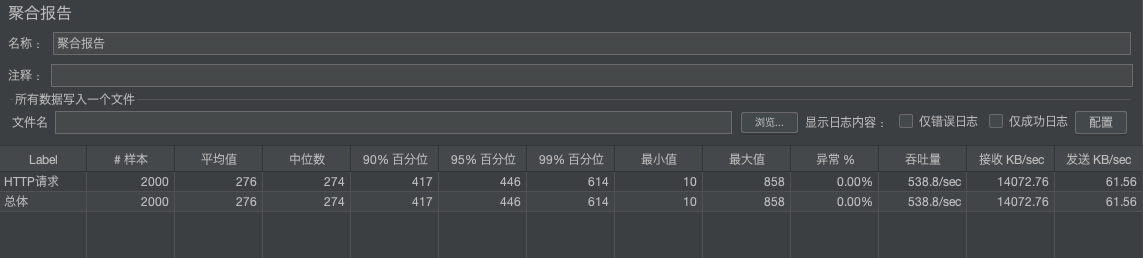 聚合报告
名称： 聚合报告
注释：
所有数据写入一个文件
文件名 浏览... 显示日志内容： 仅错误日志 仅成功日志 配置
Label # 样本 平均值 中位数 90% 百分位 95% 百分位 99% 百分位 最小值 最大值 异常 % 吞吐量 接收 KB/sec 发送 KB/sec
HTTP请求 2000 276 274 417 446 614 10 858 0.00% 538.8/sec 14072.76 61.56
总体 2000 276 274 417 446 614 10 858 0.00% 538.8/sec 14072.76 61.56